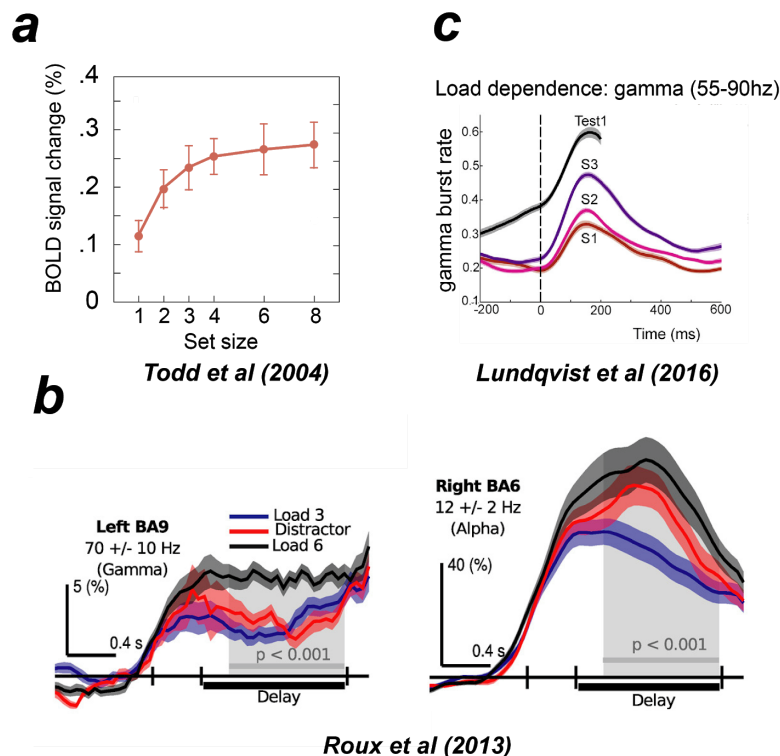 a
BOLD signal change (%)
.4
.3
.2
.1
0
1 2 3 4 6 8
Set size
Todd et al (2004)
c
Load dependence: gamma (55-90hz)
gamma burst rate
0.6
0.5
0.4
0.3
0.2
0.1
Test1
S3
S2
S1
-200 0 200 400 600
Time (ms)
Lundqvist et al (2016)
b
Left BA9
70 +/- 10 Hz
(Gamma)
Load 3
Distractor
Load 6
5 (%)
0.4 s
p < 0.001
Delay
Right BA6
12 +/- 2 Hz
(Alpha)
40 (%)
0.4 s
p < 0.001
Delay
Roux et al (2013)